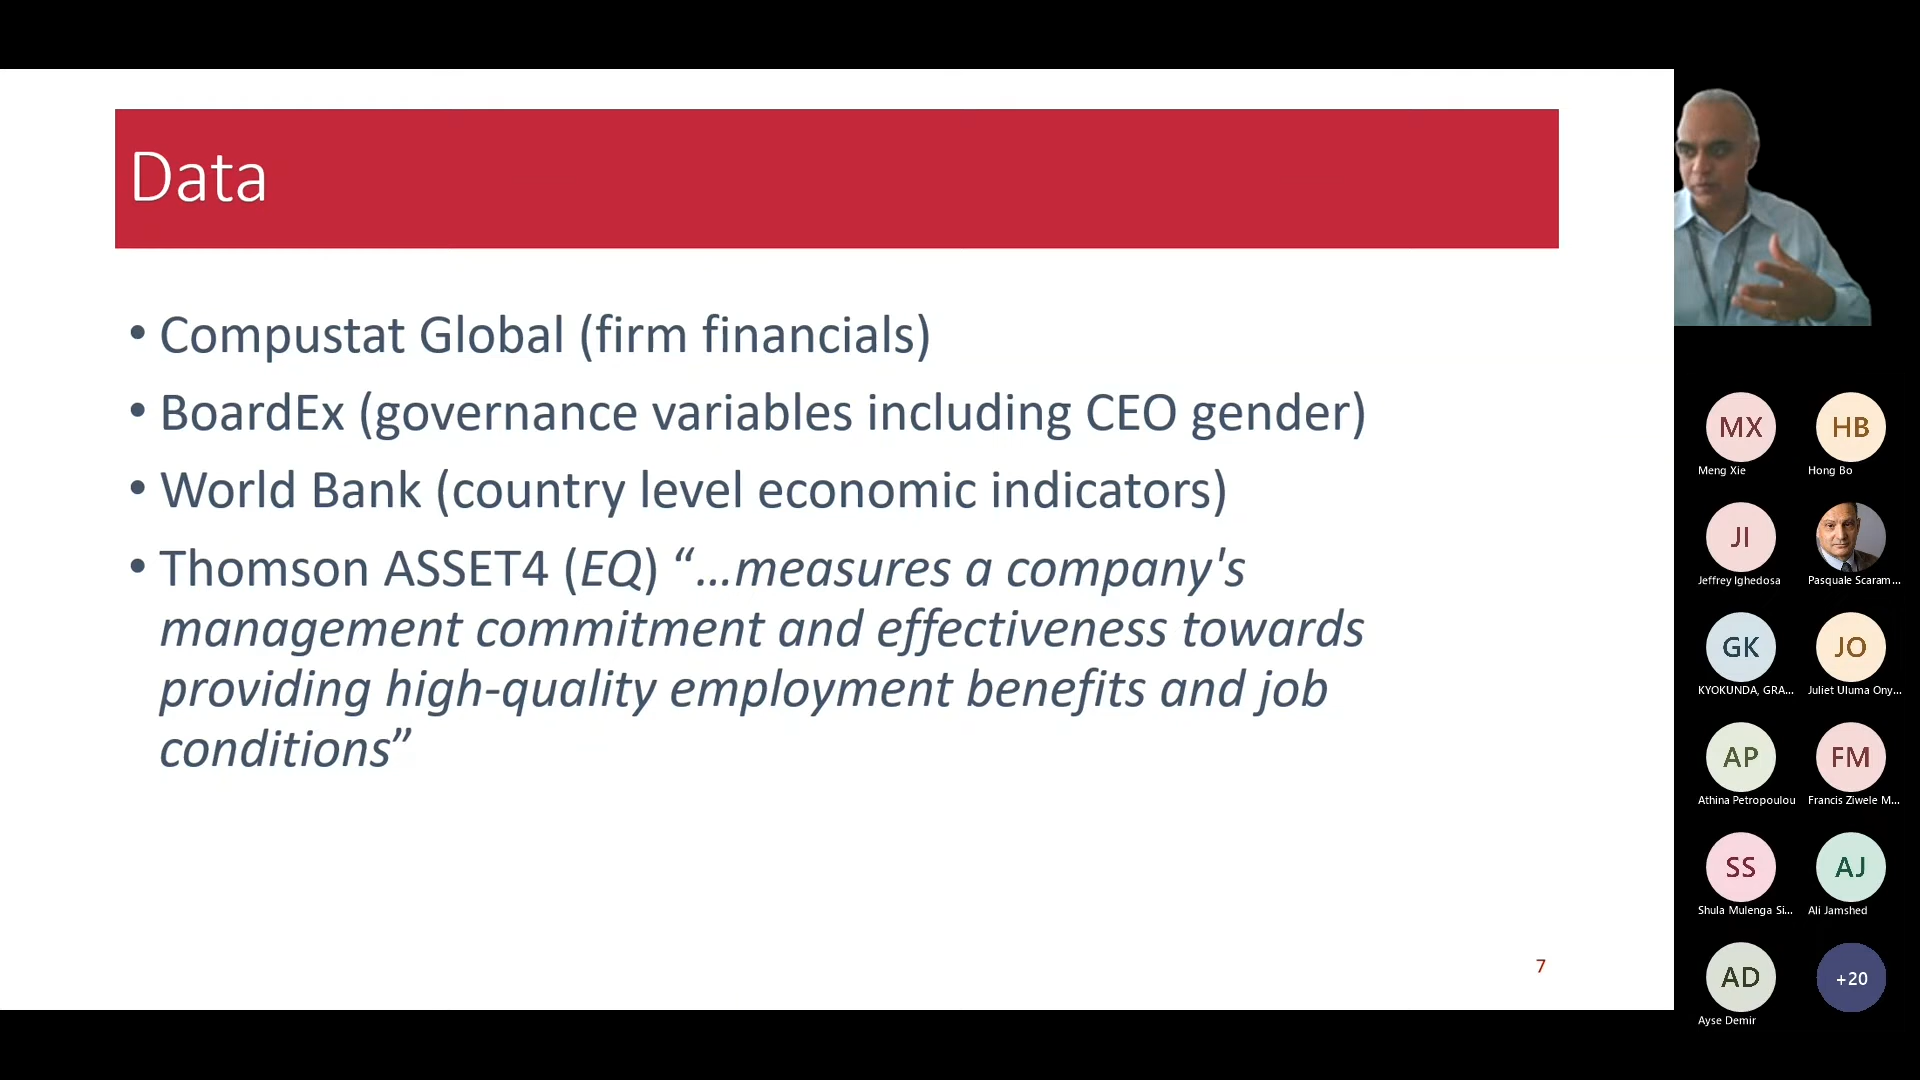 Data
• Compustat Global (firm financials)
• BoardEx (governance variables including CEO gender)
• World Bank (country level economic indicators)
• Thomson ASSET4 (EQ) “…measures a company's
management commitment and effectiveness towards
providing high-quality employment benefits and job
conditions”
7
MX
Meng Xie
HB
Hong Bo
JI
Jeffrey Ighedosa
Pasquale Scaram...
GK
KYOKUNDA, GRA...
JO
Juliet Uluma Ony...
AP
Athina Petropoulou
FM
Francis Ziwele M...
SS
Shula Mulenga Si...
AJ
Ali Jamshed
AD
Ayse Demir
+20